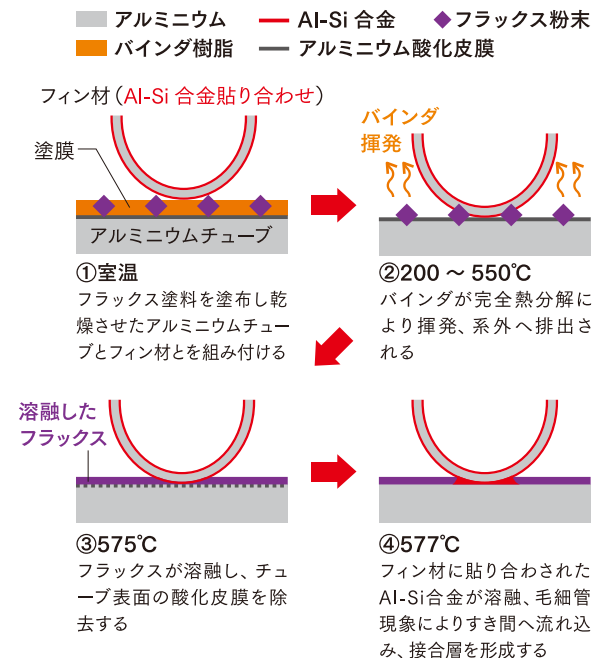 アルミニウム Al-Si 合金 フラックス粉末
バインダ樹脂 アルミニウム酸化皮膜
フィン材（Al-Si 合金貼り合わせ）
塗膜
アルミニウムチューブ
①室温
フラックス塗料を塗布し乾
燥させたアルミニウムチュー
ブとフィン材とを組み付ける
バインダ
揮発
②200 ～ 550℃
バインダが完全熱分解に
より揮発、系外へ排出さ
れる
溶融した
フラックス
③575℃
フラックスが溶融し、チュ
ーブ表面の酸化皮膜を除
去する
④577℃
フィン材に貼り合わされた
Al-Si合金が溶融、毛細管
現象によりすき間へ流れ込
み、接合層を形成する